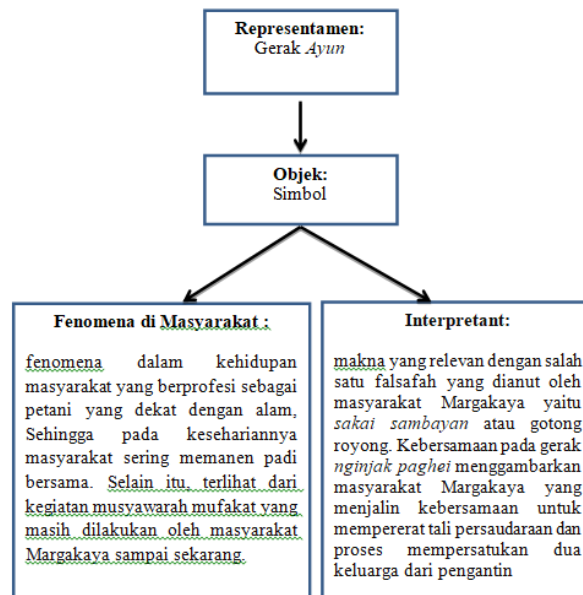 Representamen:
Gerak Ayun
Objek:
Simbol
Fenomena di Masyarakat :
fenomena dalam kehidupan
masyarakat yang berprofesi sebagai
petani yang dekat dengan alam,
Sehingga pada kesehariannya
masyarakat sering memanen padi
bersama. Selain itu, terlihat dari
kegiatan musyawarah mufakat yang
masih dilakukan oleh masyarakat
Margakaya sampai sekarang.
Interpretant:
makna yang relevan dengan salah
satu falsafah yang dianut oleh
masyarakat Margakaya yaitu
sakai sambayan atau gotong
royong. Kebersamaan pada gerak
nginjak paghei menggambarkan
masyarakat Margakaya yang
menjalin kebersamaan untuk
mempererat tali persaudaraan dan
proses mempersatukan dua
keluarga dari pengantin